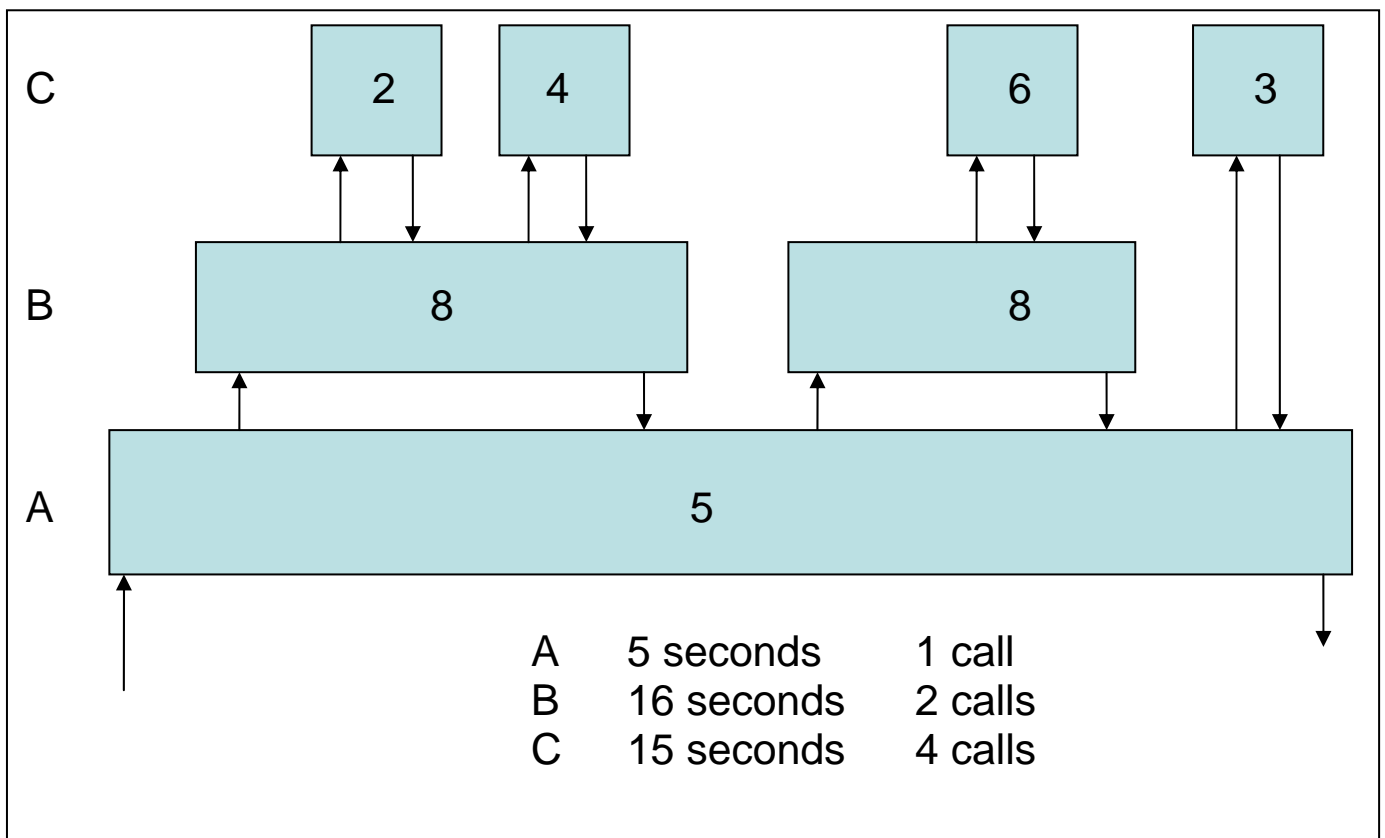 C 2 4 6 3
B 8 8
A 5
A 5 seconds 1 call
B 16 seconds 2 calls
C 15 seconds 4 calls